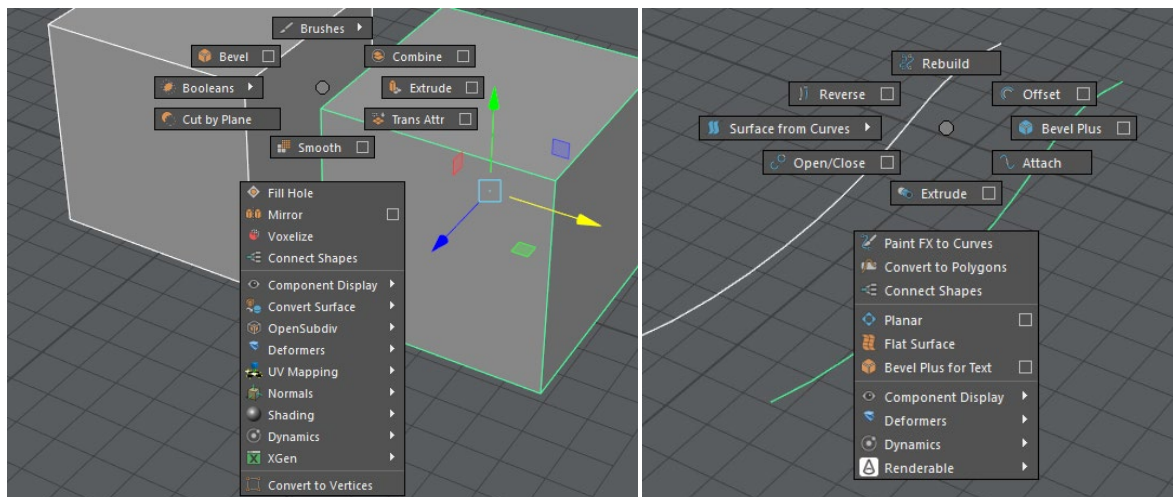 Brushes
Bevel
Combine
Booleans
Extrude
Cut by Plane
Trans Attr
Smooth
Fill Hole
Mirror
Voxelize
Connect Shapes
Component Display
Convert Surface
OpenSubdiv
Deformers
UV Mapping
Normals
Shading
Dynamics
XGen
Convert to Vertices
Rebuild
Reverse
Offset
Surface from Curves
Bevel Plus
Open/Close
Attach
Extrude
Paint FX to Curves
Convert to Polygons
Connect Shapes
Planar
Flat Surface
Bevel Plus for Text
Component Display
Deformers
Dynamics
Renderable